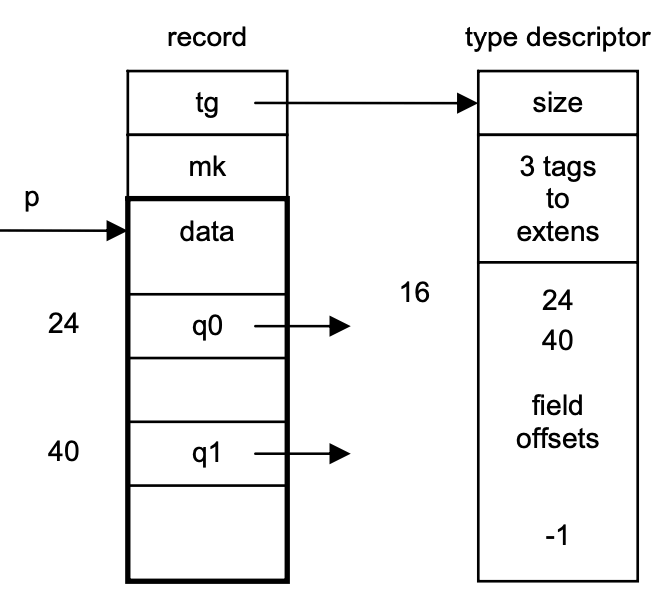 record
type descriptor
tg
size
mk
3 tags
to
extens
p
data
16
24
40
24
q0
field
offsets
40
q1
-1